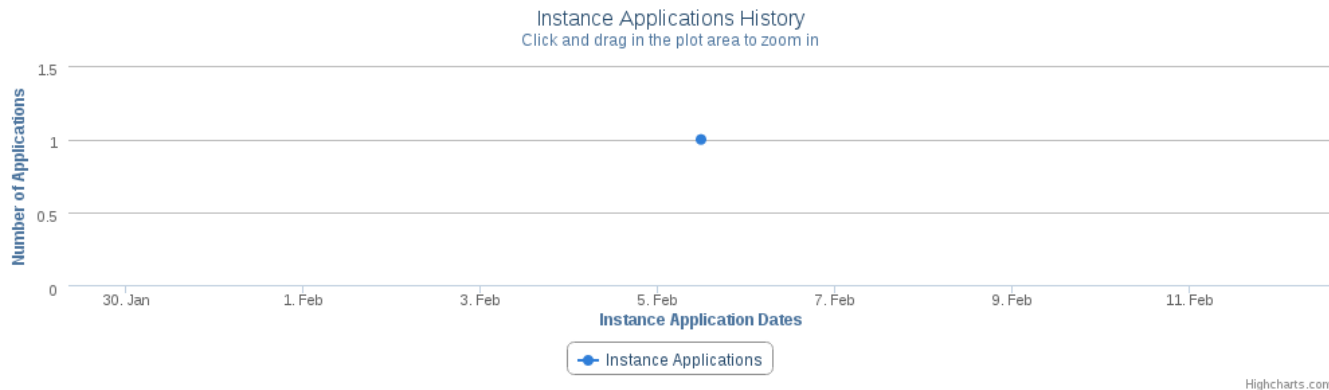 Instance Applications History
Click and drag in the plot area to zoom in
1.5
1
0.5
0
Number of Applications
30. Jan 1. Feb 3. Feb 5. Feb 7. Feb 9. Feb 11. Feb
Instance Application Dates
Instance Applications
Highcharts.com